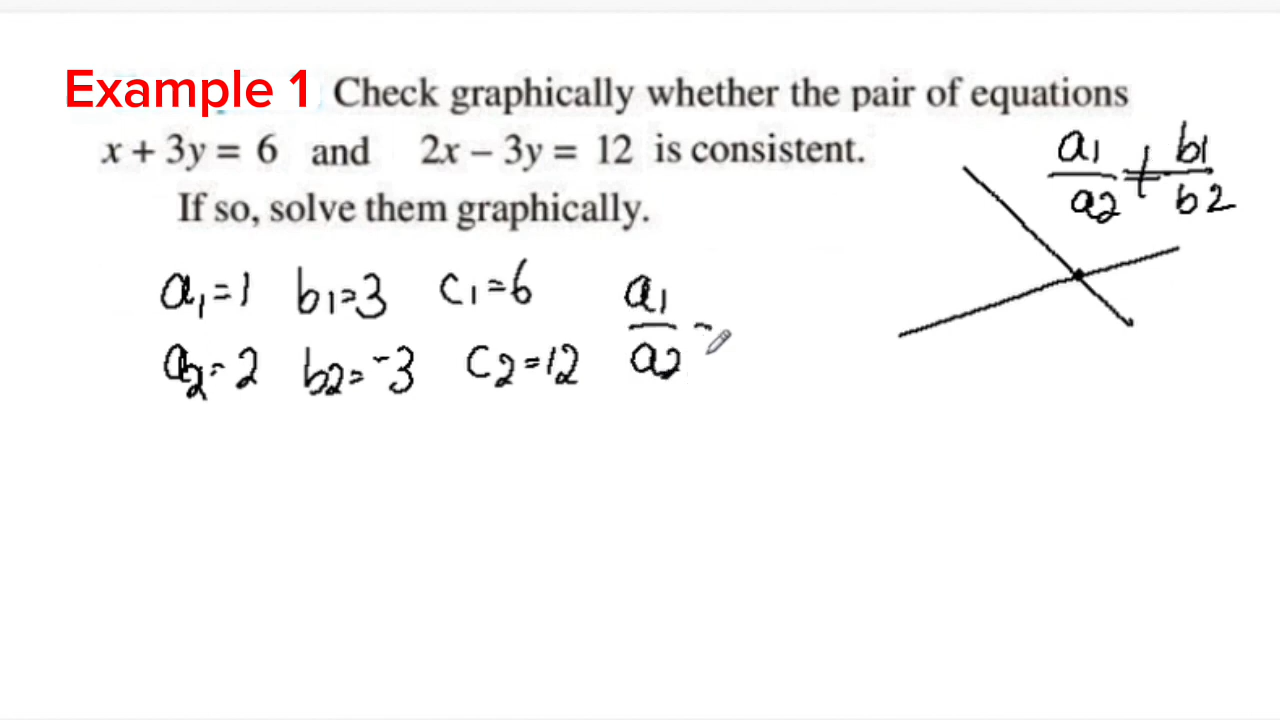 Example 1 Check graphically whether the pair of equations
x + 3y = 6 and 2x – 3y = 12 is consistent.
If so, solve them graphically.
a1/a2 ≠ b1/b2
a1=1 b1=3 c1=6
a2=2 b2=-3 c2=12
a1/a2 =